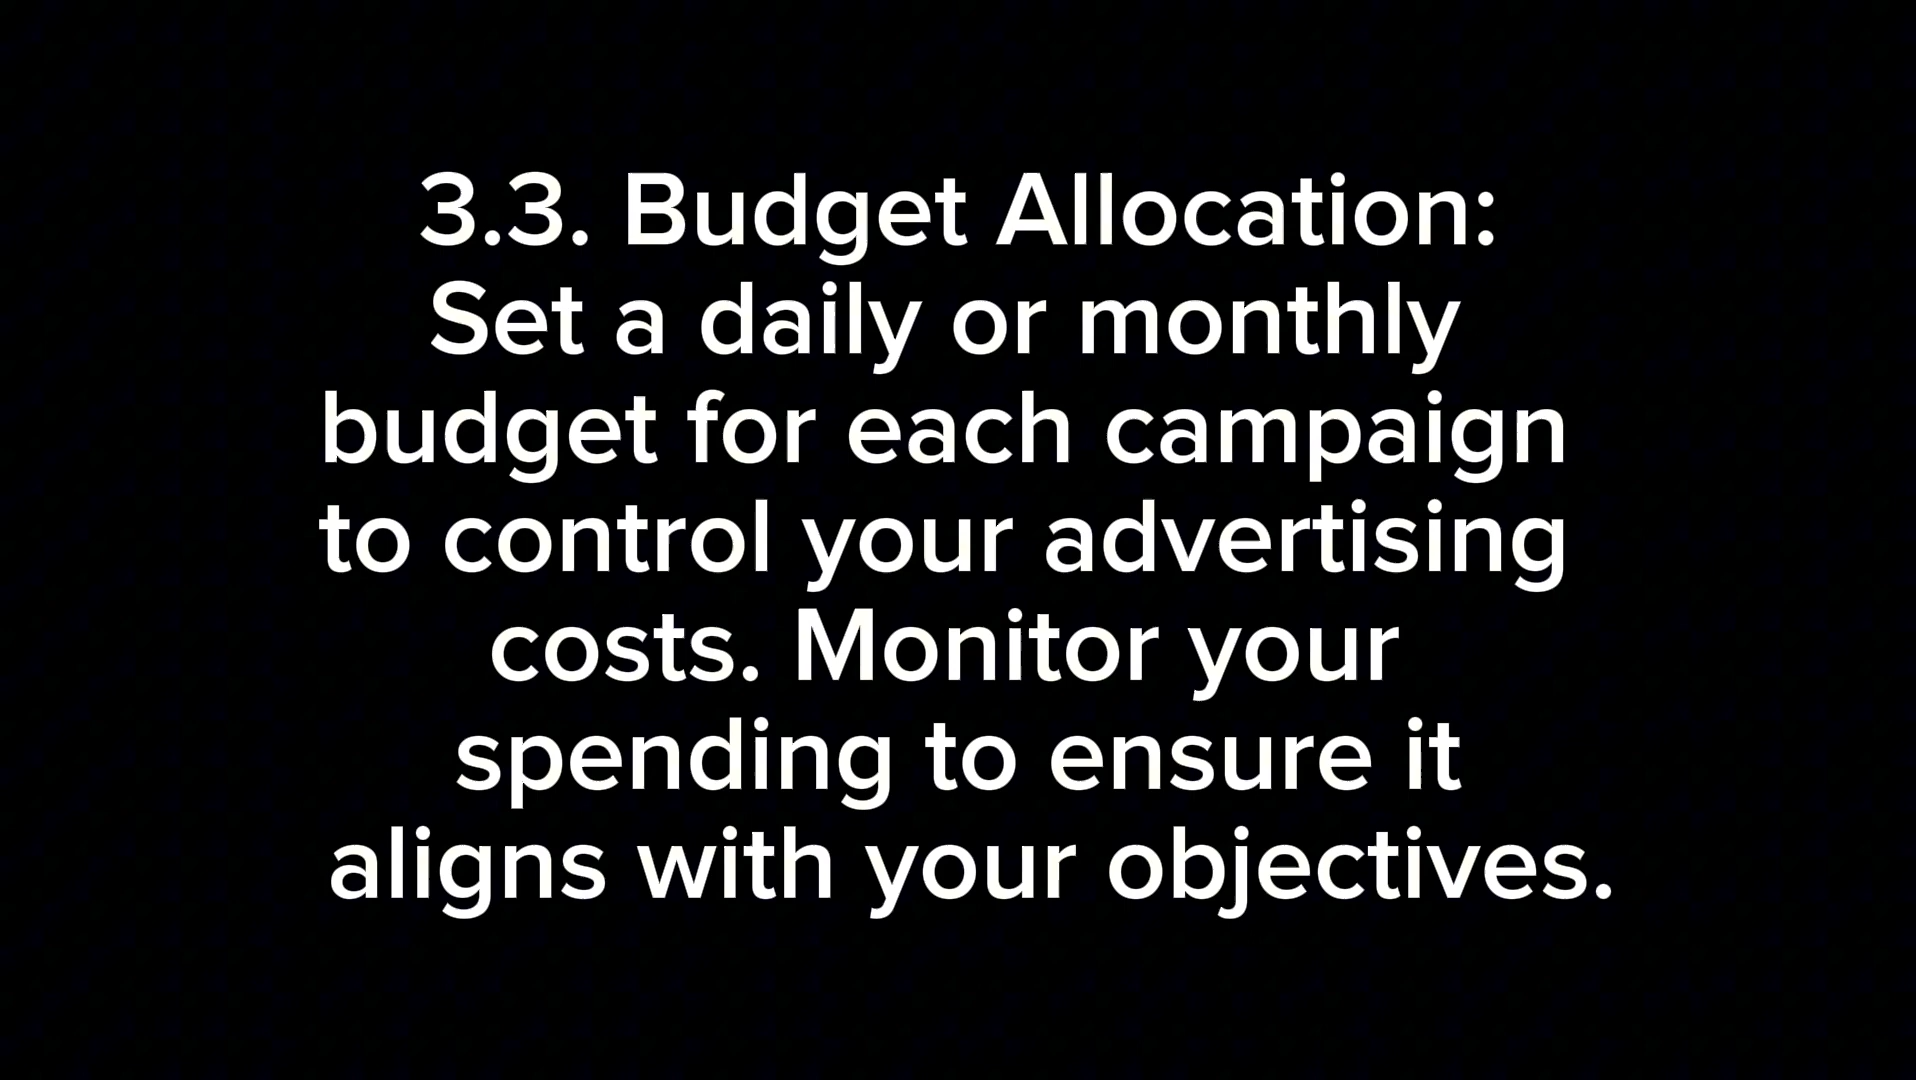 3.3. Budget Allocation:
Set a daily or monthly
budget for each campaign
to control your advertising
costs. Monitor your
spending to ensure it
aligns with your objectives.